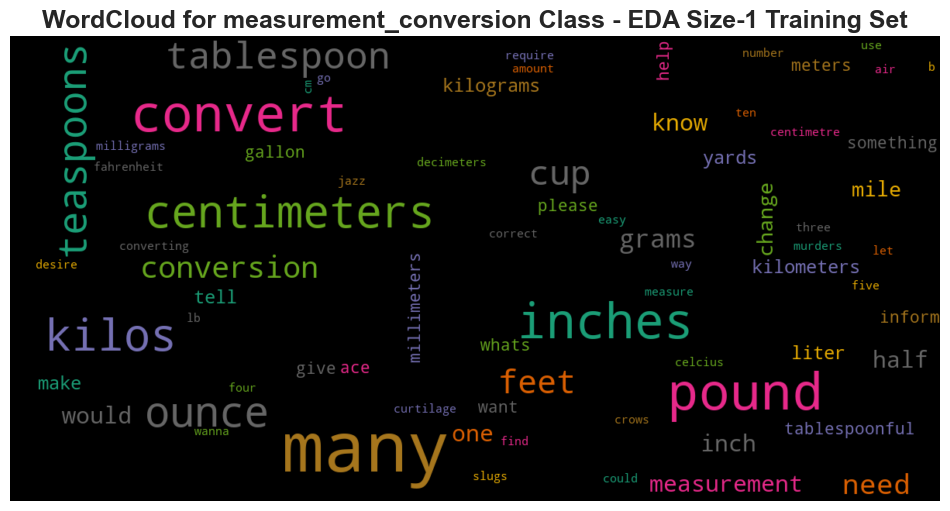 WordCloud for measurement_conversion Class - EDA Size-1 Training Set
teaspoons
tablespoon
require
amount
help
number
use
meters
air
b
cm
go
kilograms
convert
ten
know
centimetre
something
milligrams
gallon
fahrenheit
decimeters
yards
cup
jazz
mile
centimeters
please
change
easy
three
correct
grams
converting
murders
let
desire
conversion
way
kilometers
millimeters
five
tell
measure
inches
inform
lb
kilos
whats
liter
half
give
ace
celcius
make
four
feet
pound
would
ounce
curtilage
want
crows
tablespoonful
wanna
many
one
find
inch
slugs
could
measurement
need